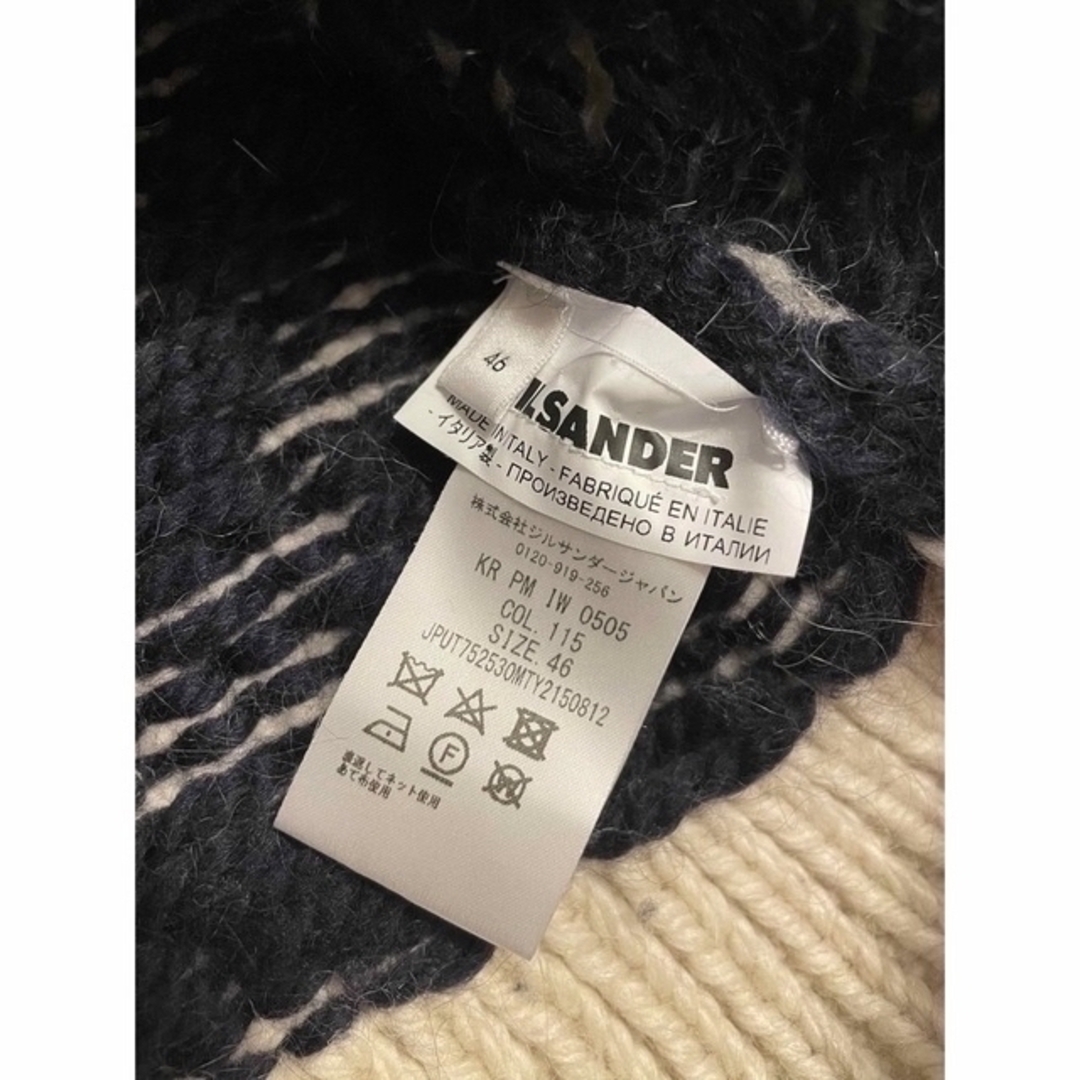 46
IL SANDER
MADE IN ITALY - FABRIQUÉ EN ITALIE
- イタリア製 - ПРОИЗВЕДЕНО В ИТАЛИИ
株式会社ジルサンダージャパン
0120-919-256
KR PM IW 0505
COL. 115
SIZE. 46
JPUT752530MTY2150812
F
W
裏返してネット使用
あて布使用